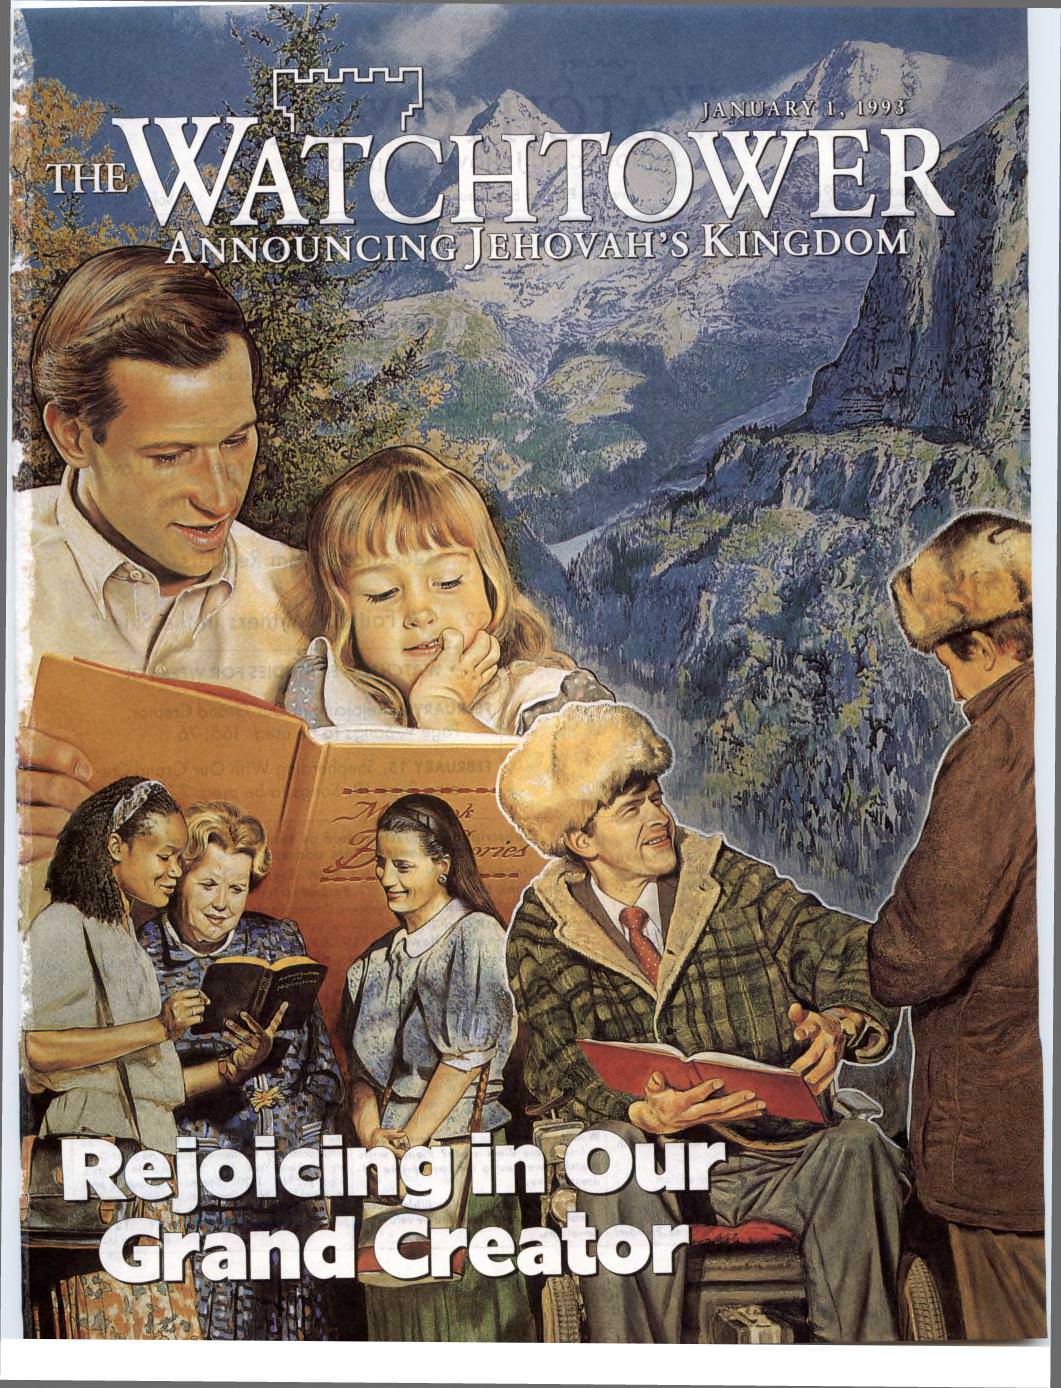 JANUARY 1, 1993
THE WATCHTOWER
ANNOUNCING JEHOVAH'S KINGDOM
Rejoicing in Our
Grand Creator